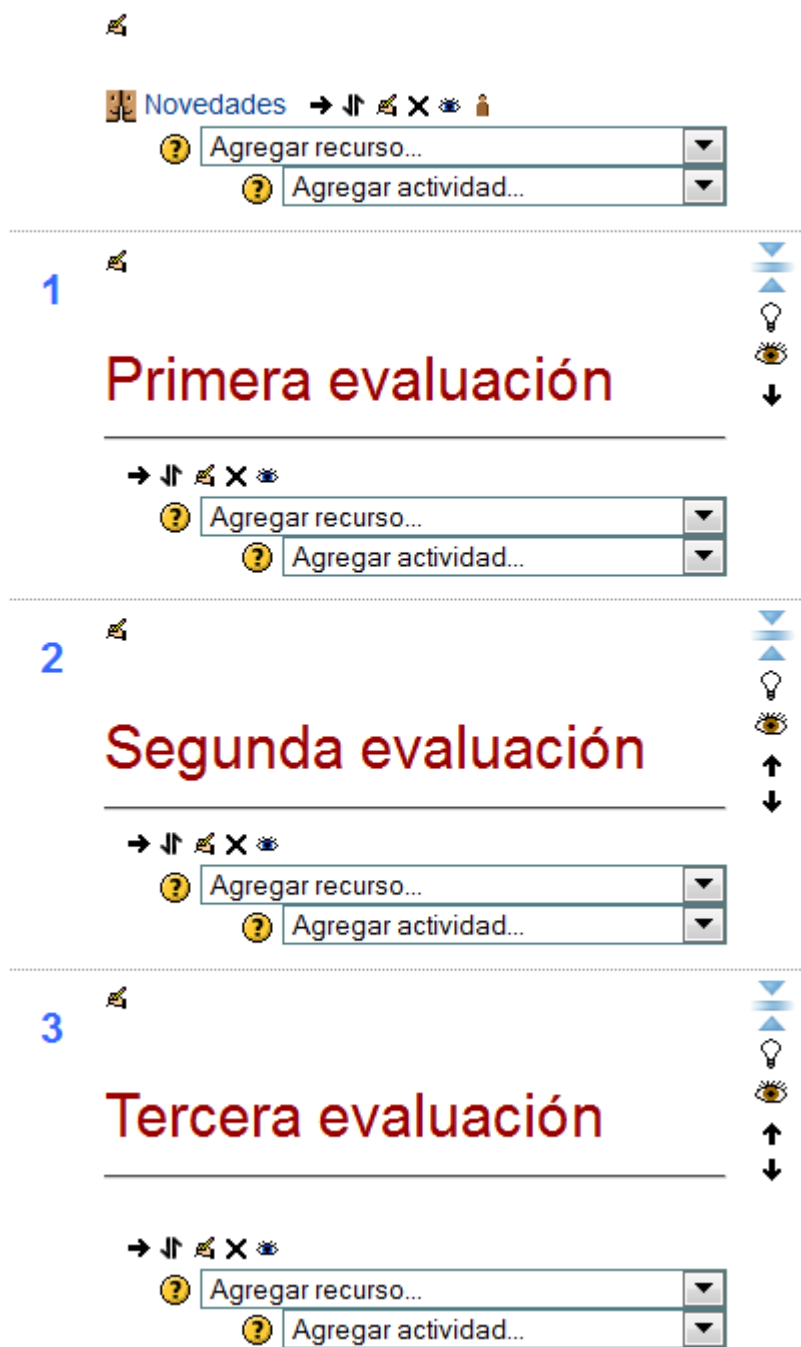 Novedades
Agregar recurso...
Agregar actividad...
1
Primera evaluación
Agregar recurso...
Agregar actividad...
2
Segunda evaluación
Agregar recurso...
Agregar actividad...
3
Tercera evaluación
Agregar recurso...
Agregar actividad...